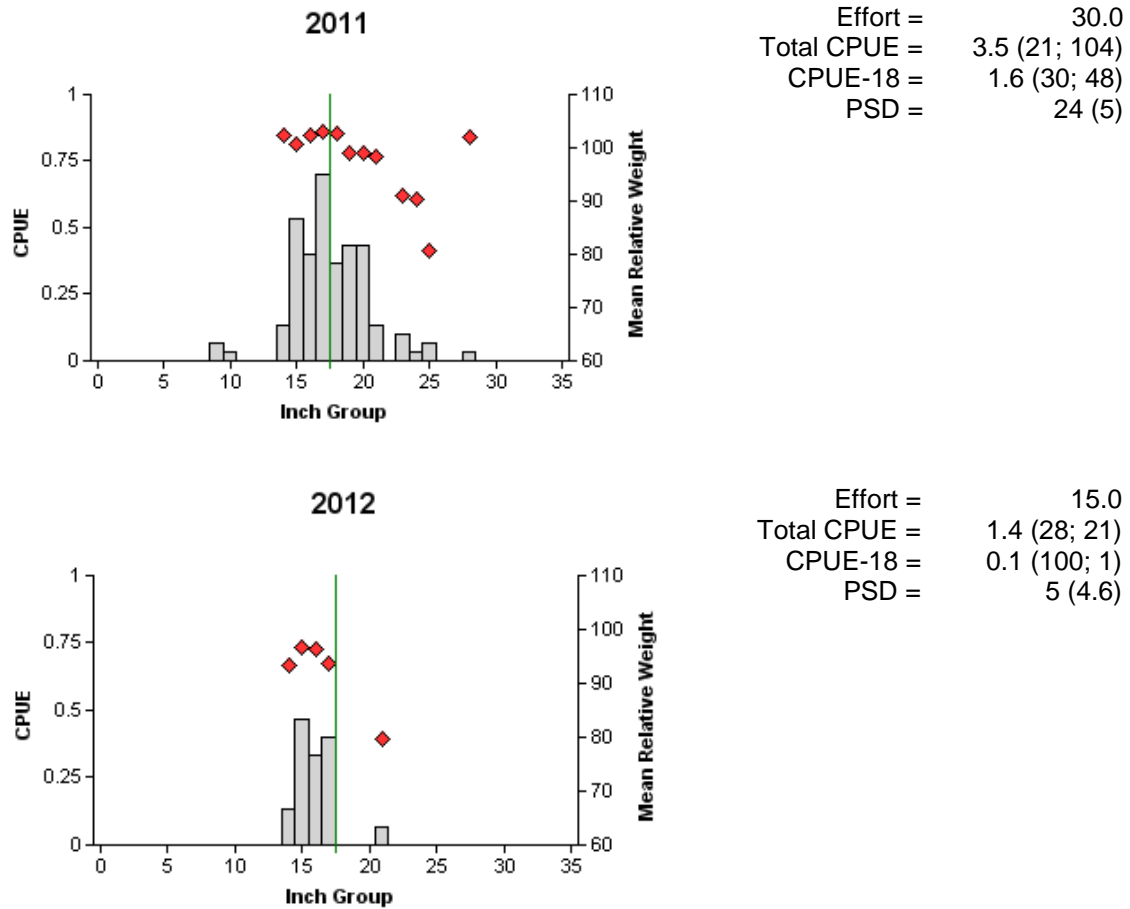 2011
Effort = 30.0
Total CPUE = 3.5 (21; 104)
CPUE-18 = 1.6 (30; 48)
PSD = 24 (5)
1
0.75
0.5
0.25
0
CPUE
110
100
90
80
70
60
Mean Relative Weight
0 5 10 15 20 25 30 35
Inch Group
2012
Effort = 15.0
Total CPUE = 1.4 (28; 21)
CPUE-18 = 0.1 (100; 1)
PSD = 5 (4.6)
1
0.75
0.5
0.25
0
CPUE
110
100
90
80
70
60
Mean Relative Weight
0 5 10 15 20 25 30 35
Inch Group